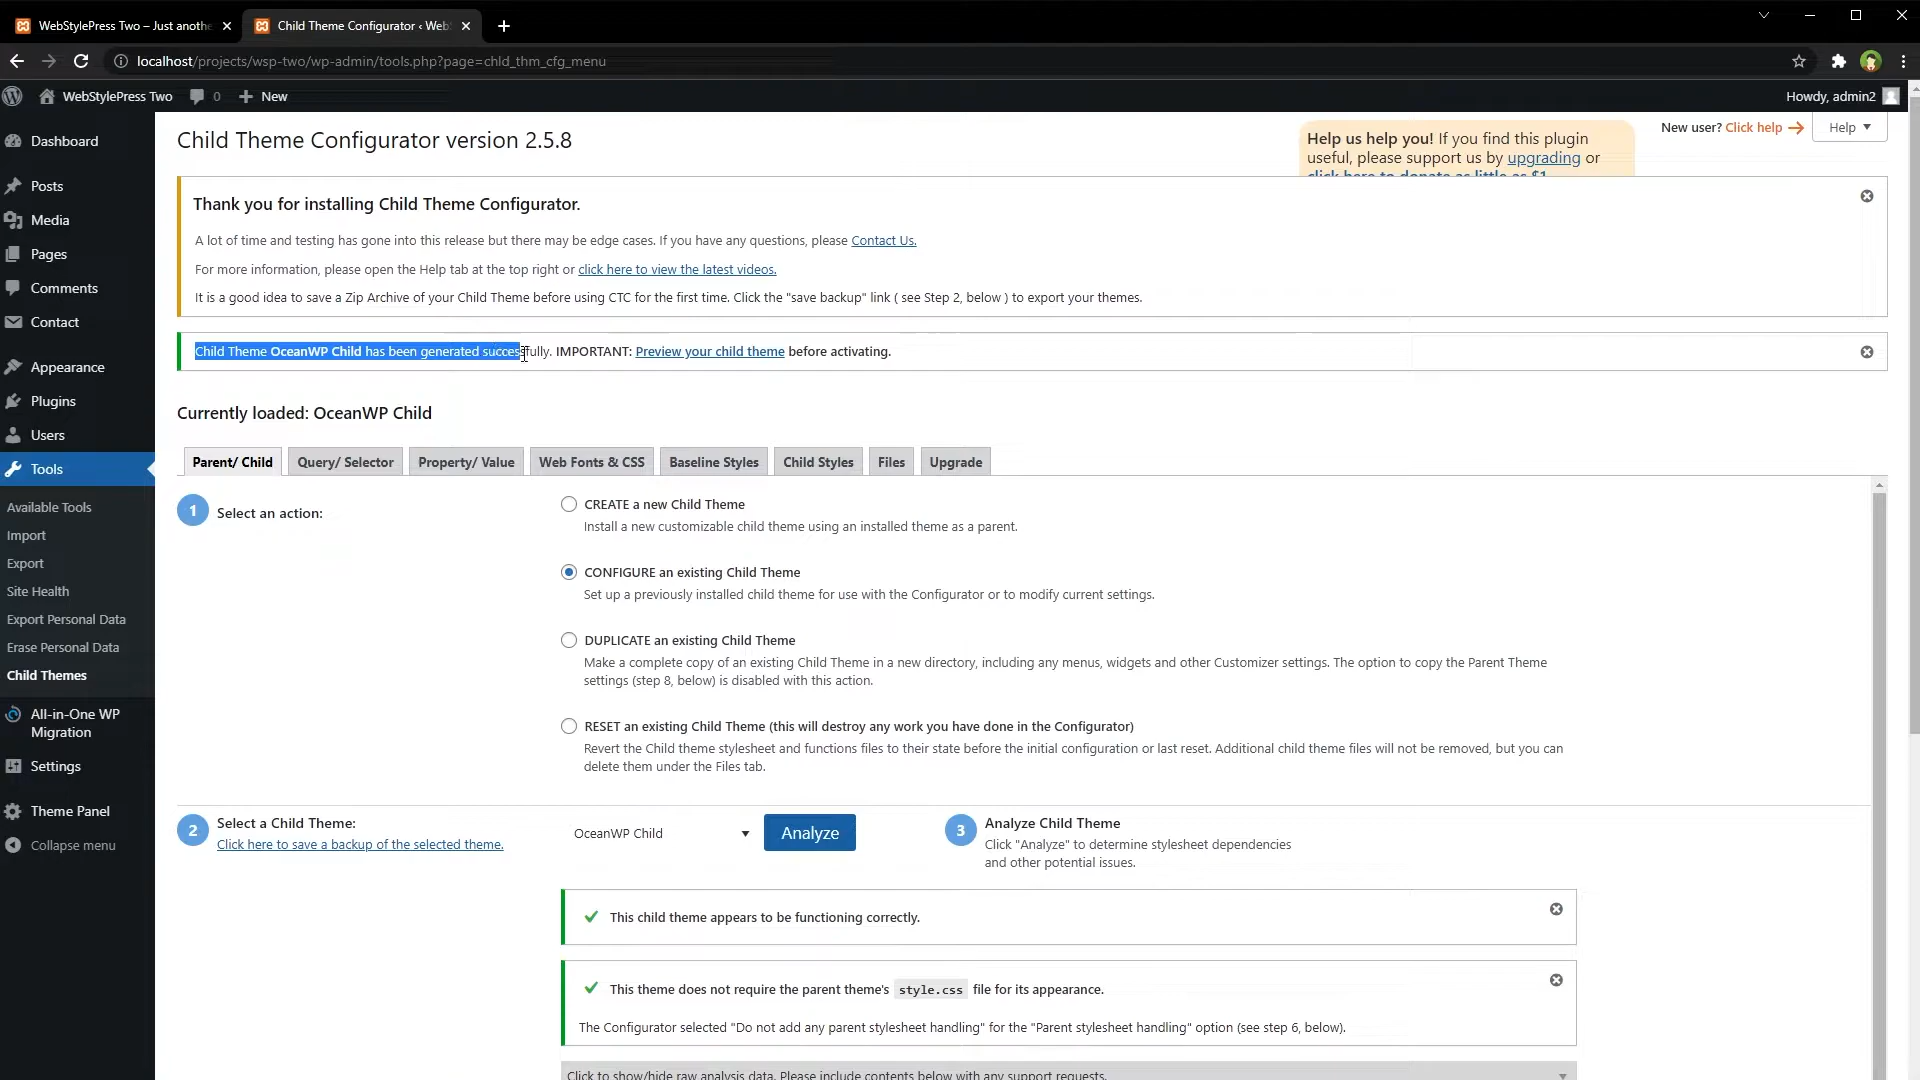 WebStylePress Two – Just anothe
Child Theme Configurator ‹ Web
localhost/projects/wsp-two/wp-admin/tools.php?page=chld_thm_cfg_menu
WebStylePress Two 0 New
Howdy, admin2
Dashboard
Posts
Media
Pages
Comments
Contact
Appearance
Plugins
Users
Tools
Available Tools
Import
Export
Site Health
Export Personal Data
Erase Personal Data
Child Themes
All-in-One WP
Migration
Settings
Theme Panel
Collapse menu
Child Theme Configurator version 2.5.8
Help us help you! If you find this plugin
useful, please support us by upgrading or
click here to donate as little as $1
New user? Click help
Help
Thank you for installing Child Theme Configurator.
A lot of time and testing has gone into this release but there may be edge cases. If you have any questions, please Contact Us.
For more information, please open the Help tab at the top right or click here to view the latest videos.
It is a good idea to save a Zip Archive of your Child Theme before using CTC for the first time. Click the "save backup" link ( see Step 2, below ) to export your themes.
Child Theme OceanWP Child has been generated successfully. IMPORTANT: Preview your child theme before activating.
Currently loaded: OceanWP Child
Parent/ Child Query/ Selector Property/ Value Web Fonts & CSS Baseline Styles Child Styles Files Upgrade
1 Select an action:
CREATE a new Child Theme
Install a new customizable child theme using an installed theme as a parent.
CONFIGURE an existing Child Theme
Set up a previously installed child theme for use with the Configurator or to modify current settings.
DUPLICATE an existing Child Theme
Make a complete copy of an existing Child Theme in a new directory, including any menus, widgets and other Customizer settings. The option to copy the Parent Theme
settings (step 8, below) is disabled with this action.
RESET an existing Child Theme (this will destroy any work you have done in the Configurator)
Revert the Child theme stylesheet and functions files to their state before the initial configuration or last reset. Additional child theme files will not be removed, but you can
delete them under the Files tab.
2 Select a Child Theme:
Click here to save a backup of the selected theme.
OceanWP Child
Analyze
3 Analyze Child Theme
Click "Analyze" to determine stylesheet dependencies
and other potential issues.
This child theme appears to be functioning correctly.
This theme does not require the parent theme's style.css file for its appearance.
The Configurator selected "Do not add any parent stylesheet handling" for the "Parent stylesheet handling" option (see step 6, below).
Click to show/hide raw analysis data. Please include contents below with any support requests.